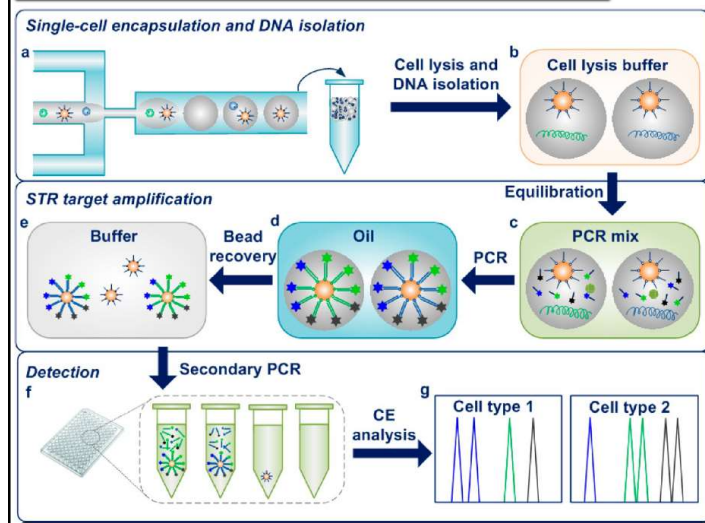 Single-cell encapsulation and DNA isolation
a
Cell lysis and
DNA isolation
b
Cell lysis buffer
Equilibration
STR target amplification
e
Buffer
Bead
recovery
d
Oil
PCR
c
PCR mix
Detection
Secondary PCR
f
CE
analysis
g
Cell type 1
Cell type 2